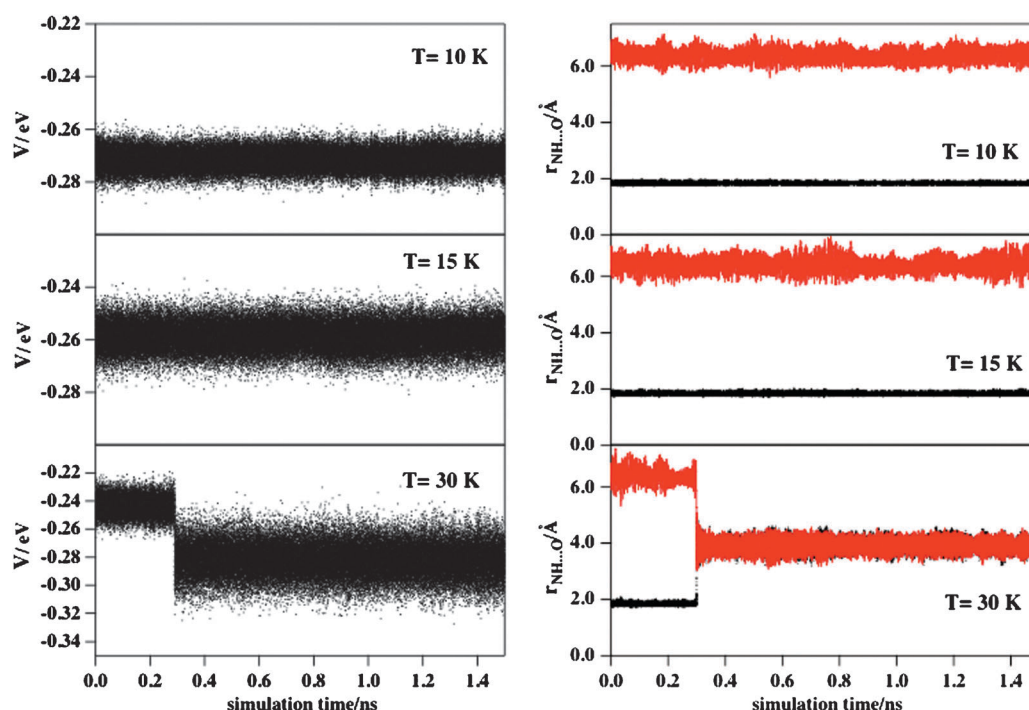 -0.22
-0.24
-0.26
-0.28
V/ eV
T= 10 K
-0.24
-0.26
-0.28
V/ eV
T= 15 K
-0.22
-0.24
-0.26
-0.28
-0.30
-0.32
-0.34
V/ eV
T= 30 K
0.0 0.2 0.4 0.6 0.8 1.0 1.2 1.4
simulation time/ns
6.0
4.0
2.0
0.0
rNH...O/Å
T= 10 K
6.0
4.0
2.0
0.0
rNH...O/Å
T= 15 K
6.0
4.0
2.0
0.0
rNH...O/Å
T= 30 K
0.0 0.2 0.4 0.6 0.8 1.0 1.2 1.4
simulation time/ns